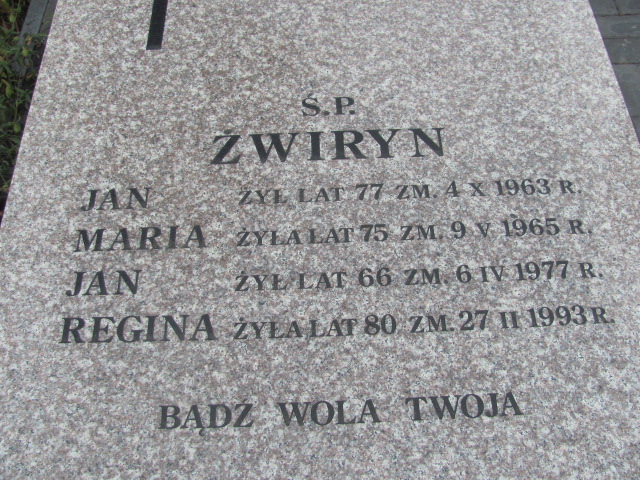 Ś.P.
ŻWIRYN
JAN ŻYŁ LAT 77 ZM. 4 X 1963 R.
MARIA ŻYŁA LAT 75 ZM. 9 V 1965 R.
JAN ŻYŁ LAT 66 ZM. 6 IV 1977 R.
REGINA ŻYŁA LAT 80 ZM. 27 II 1993 R.
BĄDZ WOLA TWOJA